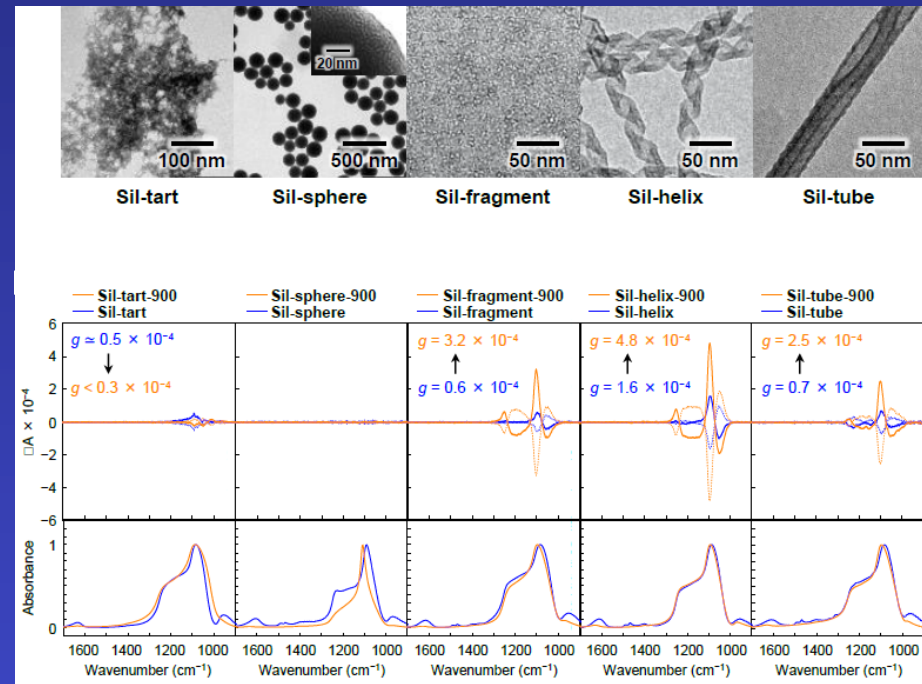 20 nm
100 nm
500 nm
50 nm
50 nm
50 nm
Sil-tart
Sil-sphere
Sil-fragment
Sil-helix
Sil-tube
Sil-tart-900
Sil-tart
Sil-sphere-900
Sil-sphere
Sil-fragment-900
Sil-fragment
Sil-helix-900
Sil-helix
Sil-tube-900
Sil-tube
g ≃ 0.5 × 10⁻⁴
g < 0.3 × 10⁻⁴
g = 3.2 × 10⁻⁴
g = 0.6 × 10⁻⁴
g = 4.8 × 10⁻⁴
g = 1.6 × 10⁻⁴
g = 2.5 × 10⁻⁴
g = 0.7 × 10⁻⁴
□A × 10⁻⁴
6
4
2
0
−2
−4
−6
Absorbance
1
0
1600 1400 1200 1000
1600 1400 1200 1000
1600 1400 1200 1000
1600 1400 1200 1000
1600 1400 1200 1000
Wavenumber (cm⁻¹)
Wavenumber (cm⁻¹)
Wavenumber (cm⁻¹)
Wavenumber (cm⁻¹)
Wavenumber (cm⁻¹)